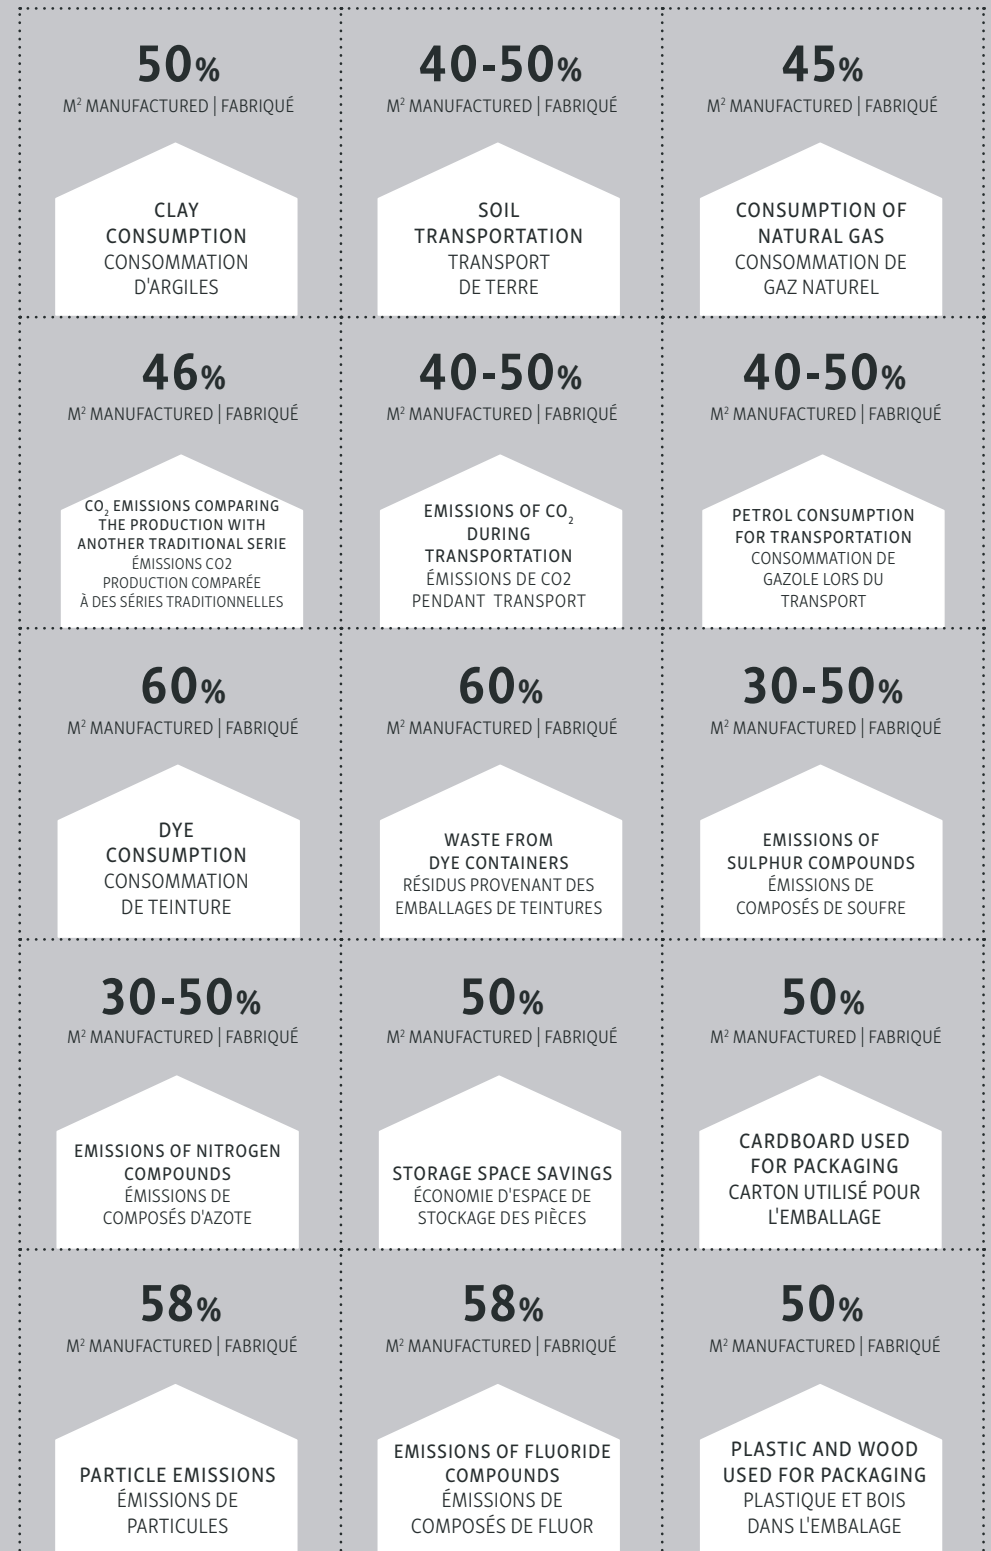 50%
M² MANUFACTURED | FABRIQUÉ
CLAY
CONSUMPTION
CONSOMMATION
D'ARGILES
40-50%
M² MANUFACTURED | FABRIQUÉ
SOIL
TRANSPORTATION
TRANSPORT
DE TERRE
45%
M² MANUFACTURED | FABRIQUÉ
CONSUMPTION OF
NATURAL GAS
CONSOMMATION DE
GAZ NATUREL
46%
M² MANUFACTURED | FABRIQUÉ
CO₂ EMISSIONS COMPARING
THE PRODUCTION WITH
ANOTHER TRADITIONAL SERIE
ÉMISSIONS CO2
PRODUCTION COMPARÉE
À DES SÉRIES TRADITIONNELLES
40-50%
M² MANUFACTURED | FABRIQUÉ
EMISSIONS OF CO₂
DURING
TRANSPORTATION
ÉMISSIONS DE CO2
PENDANT TRANSPORT
40-50%
M² MANUFACTURED | FABRIQUÉ
PETROL CONSUMPTION
FOR TRANSPORTATION
CONSOMMATION DE
GAZOLE LORS DU
TRANSPORT
60%
M² MANUFACTURED | FABRIQUÉ
DYE
CONSUMPTION
CONSOMMATION
DE TEINTURE
60%
M² MANUFACTURED | FABRIQUÉ
WASTE FROM
DYE CONTAINERS
RÉSIDUS PROVENANT DES
EMBALLAGES DE TEINTURES
30-50%
M² MANUFACTURED | FABRIQUÉ
EMISSIONS OF
SULPHUR COMPOUNDS
ÉMISSIONS DE
COMPOSÉS DE SOUFRE
30-50%
M² MANUFACTURED | FABRIQUÉ
EMISSIONS OF NITROGEN
COMPOUNDS
ÉMISSIONS DE
COMPOSÉS D'AZOTE
50%
M² MANUFACTURED | FABRIQUÉ
STORAGE SPACE SAVINGS
ÉCONOMIE D'ESPACE DE
STOCKAGE DES PIÈCES
50%
M² MANUFACTURED | FABRIQUÉ
CARDBOARD USED
FOR PACKAGING
CARTON UTILISÉ POUR
L'EMBALLAGE
58%
M² MANUFACTURED | FABRIQUÉ
PARTICLE EMISSIONS
ÉMISSIONS DE
PARTICULES
58%
M² MANUFACTURED | FABRIQUÉ
EMISSIONS OF FLUORIDE
COMPOUNDS
ÉMISSIONS DE
COMPOSÉS DE FLUOR
50%
M² MANUFACTURED | FABRIQUÉ
PLASTIC AND WOOD
USED FOR PACKAGING
PLASTIQUE ET BOIS
DANS L'EMBALAGE